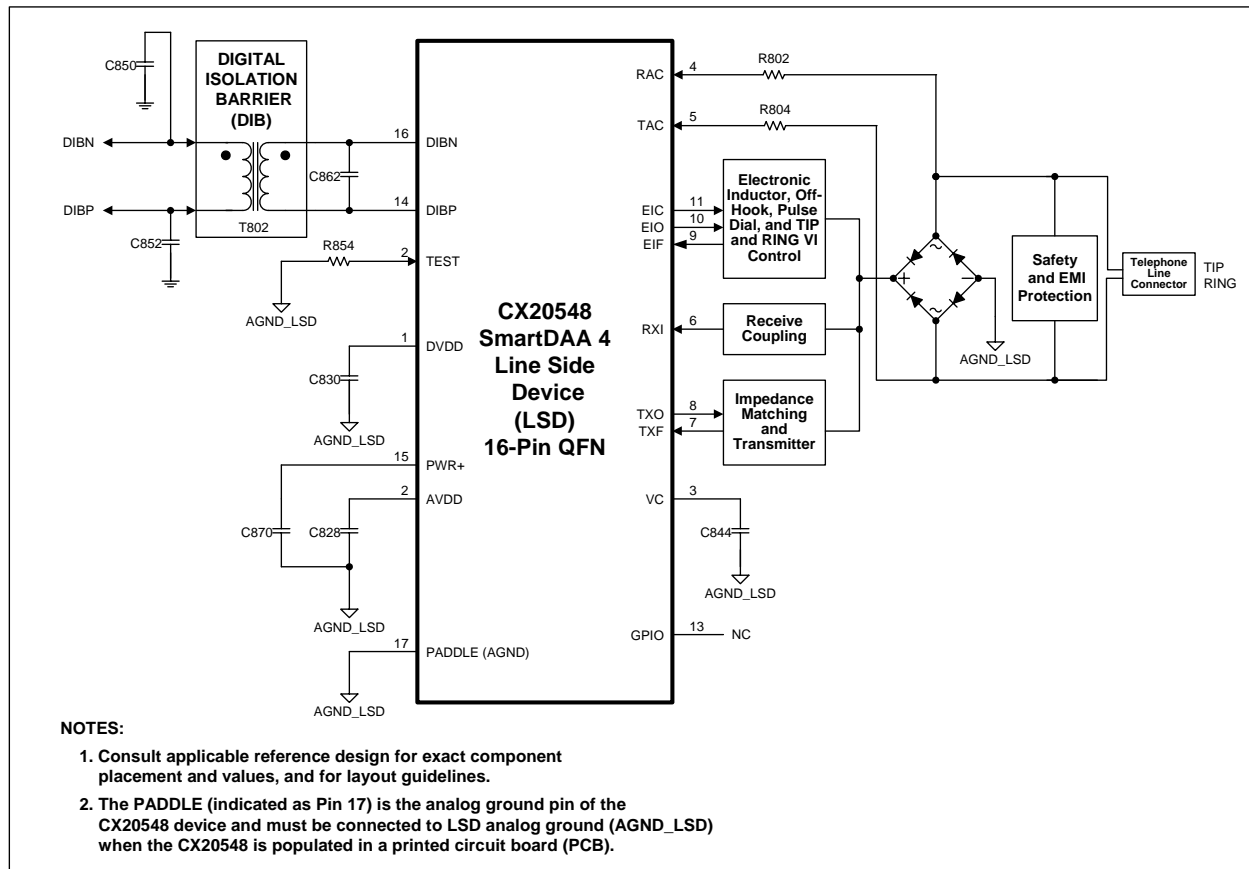 C850
DIGITAL
ISOLATION
BARRIER
(DIB)
DIBN
DIBP
C852
T802
C862
16
DIBN
14
DIBP
R854
2
TEST
AGND_LSD
1
DVDD
C830
AGND_LSD
15
PWR+
2
AVDD
C870
C828
AGND_LSD
17
PADDLE (AGND)
AGND_LSD
CX20548
SmartDAA 4
Line Side
Device
(LSD)
16-Pin QFN
RAC
4
R802
TAC
5
R804
EIC
11
EIO
10
EIF
9
Electronic
Inductor, Off-
Hook, Pulse
Dial, and TIP
and RING VI
Control
RXI
6
Receive
Coupling
TXO
8
TXF
7
Impedance
Matching
and
Transmitter
VC
3
C844
AGND_LSD
GPIO
13
NC
~
+
−
~
AGND_LSD
Safety
and EMI
Protection
Telephone
Line
Connector
TIP
RING
NOTES:
1. Consult applicable reference design for exact component
placement and values, and for layout guidelines.
2. The PADDLE (indicated as Pin 17) is the analog ground pin of the
CX20548 device and must be connected to LSD analog ground (AGND_LSD)
when the CX20548 is populated in a printed circuit board (PCB).